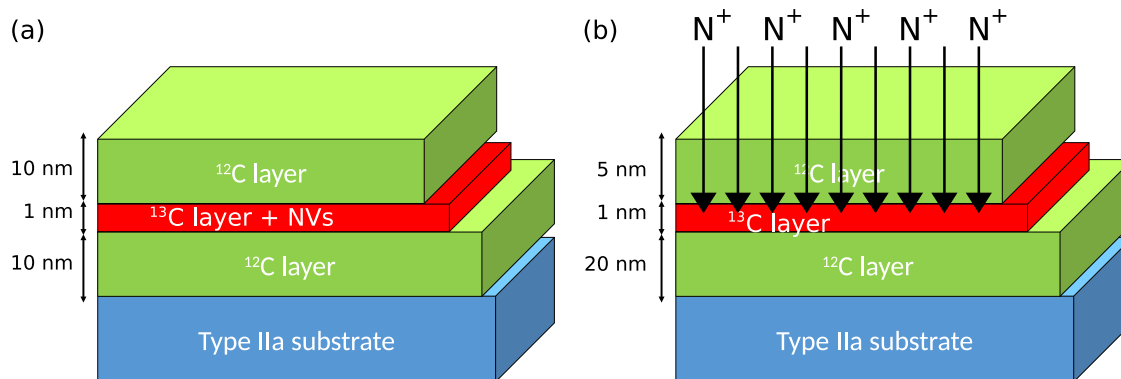 (a)
10 nm
1 nm
10 nm
¹²C layer
¹³C layer + NVs
¹²C layer
Type IIa substrate
(b)
N⁺ N⁺ N⁺ N⁺ N⁺
5 nm
1 nm
20 nm
¹²C layer
¹³C layer
¹²C layer
Type IIa substrate